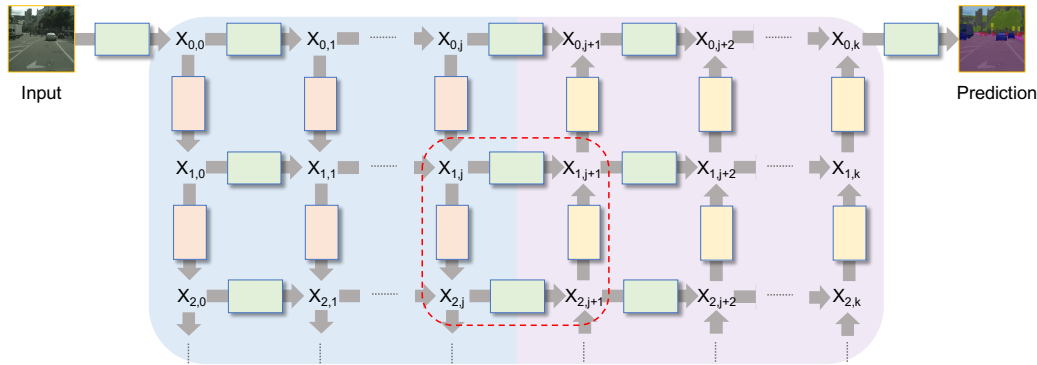 X0,0 X0,1 ........ X0,j X0,j+1 X0,j+2 ........ X0,k
Input Prediction
X1,0 X1,1 ........ X1,j X1,j+1 X1,j+2 ........ X1,k
X2,0 X2,1 ........ X2,j X2,j+1 X2,j+2 ........ X2,k